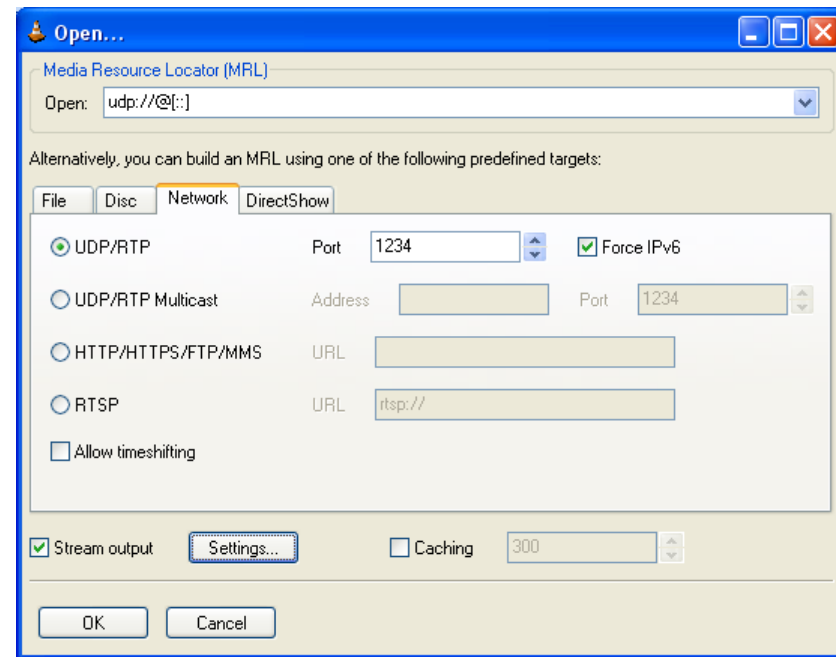 Open...
Media Resource Locator (MRL)
Open: udp://@[::]
Alternatively, you can build an MRL using one of the following predefined targets:
File Disc Network DirectShow
UDP/RTP Port 1234 Force IPv6
UDP/RTP Multicast Address Port 1234
HTTP/HTTPS/FTP/MMS URL
RTSP URL rtsp://
Allow timeshifting
Stream output Settings... Caching 300
OK Cancel